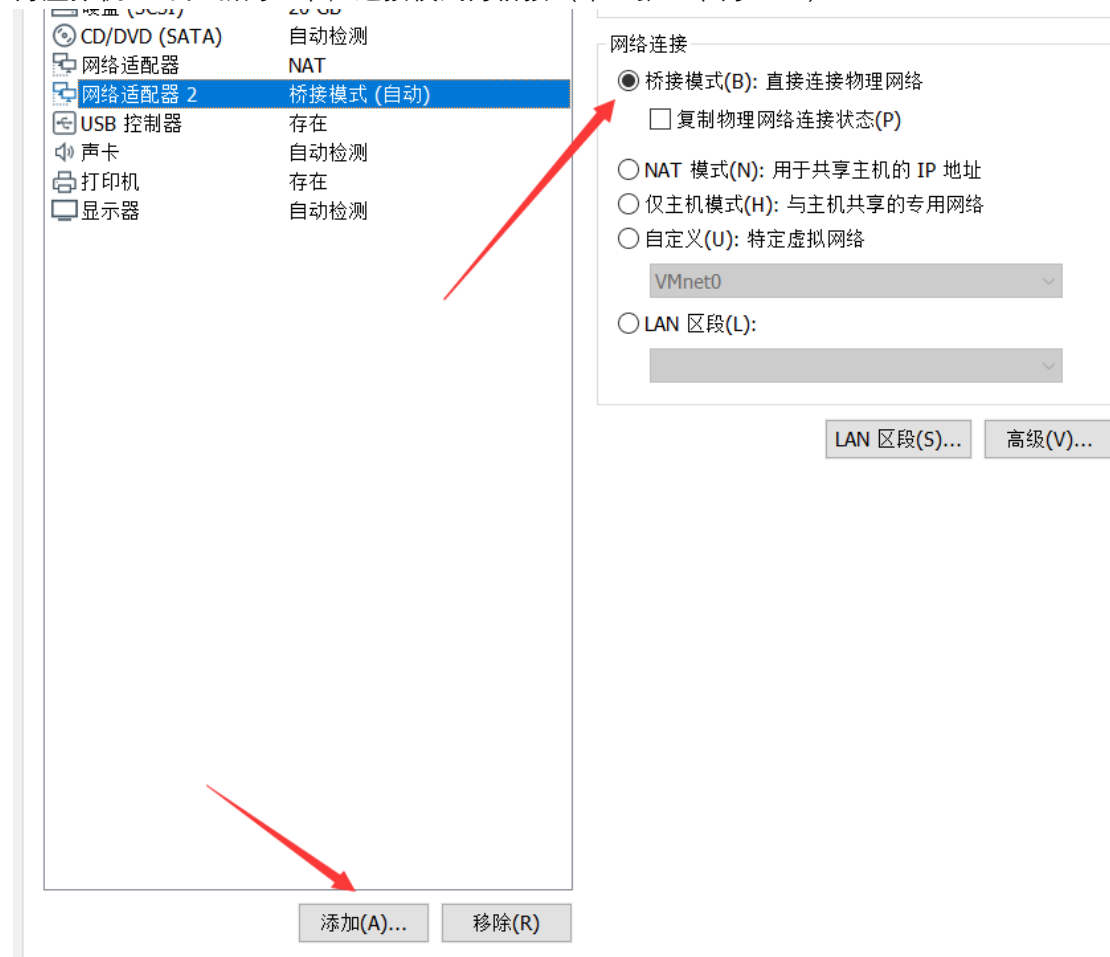 硬盘 (SCSI) 20 GB
CD/DVD (SATA) 自动检测
网络适配器 NAT
网络适配器 2 桥接模式 (自动)
USB 控制器 存在
声卡 自动检测
打印机 存在
显示器 自动检测
添加(A)... 移除(R)
网络连接
桥接模式(B): 直接连接物理网络
复制物理网络连接状态(P)
NAT 模式(N): 用于共享主机的 IP 地址
仅主机模式(H): 与主机共享的专用网络
自定义(U): 特定虚拟网络
VMnet0
LAN 区段(L):
LAN 区段(S)... 高级(V)...